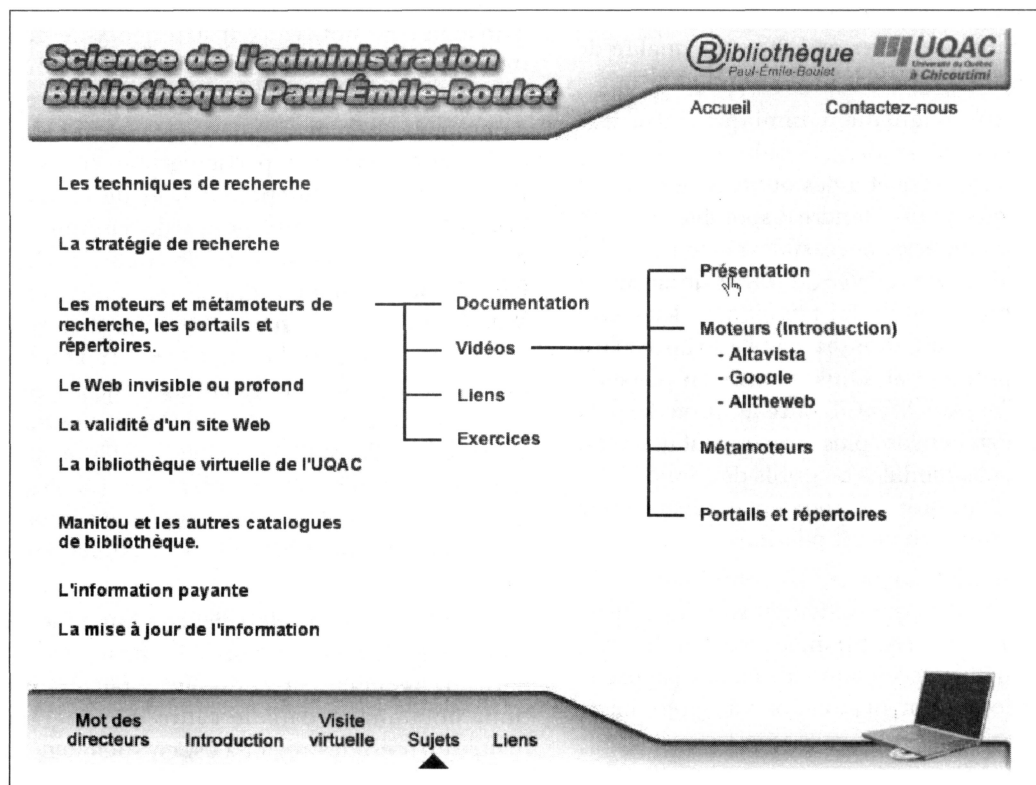 Science de l'administration
Bibliothèque Paul-Émile-Boulet
Bibliothèque
Paul-Émile-Boulet
UQAC
Université du Québec
à Chicoutimi
Accueil Contactez-nous
Les techniques de recherche
La stratégie de recherche
Les moteurs et métamoteurs de
recherche, les portails et
répertoires.
Le Web invisible ou profond
La validité d'un site Web
La bibliothèque virtuelle de l'UQAC
Manitou et les autres catalogues
de bibliothèque.
L'information payante
La mise à jour de l'information
Documentation
Vidéos
Liens
Exercices
Présentation
Moteurs (Introduction)
- Altavista
- Google
- Alltheweb
Métamoteurs
Portails et répertoires
Mot des
directeurs
Introduction
Visite
virtuelle
Sujets
Liens